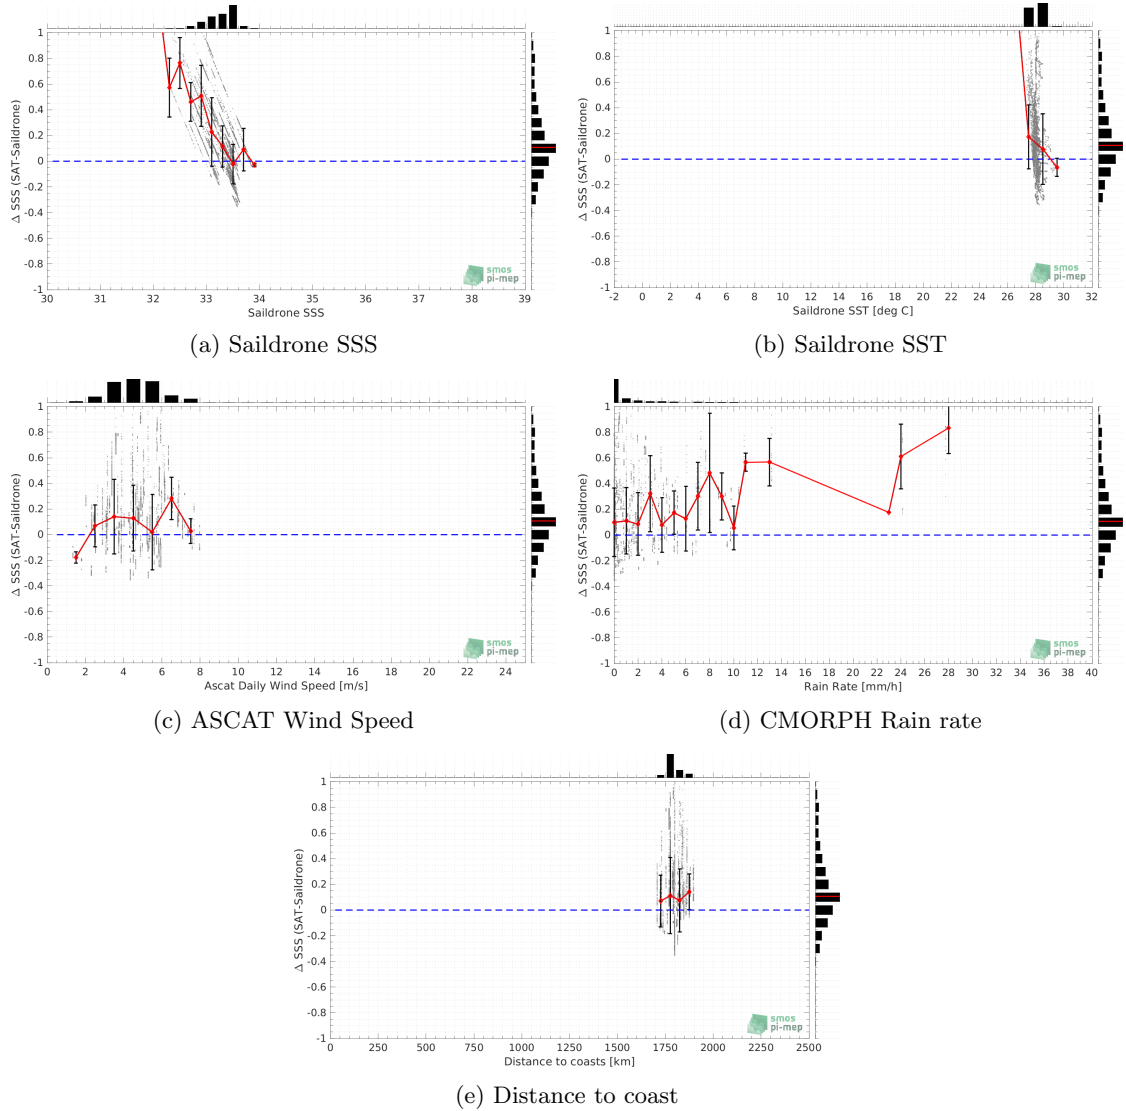 1
0.8
0.6
0.4
0.2
0
-0.2
-0.4
-0.6
-0.8
-1
Δ SSS (SAT-Saildrone)
30 31 32 33 34 35 36 37 38 39
Saildrone SSS
smos
pi-mep
(a) Saildrone SSS
1
0.8
0.6
0.4
0.2
0
-0.2
-0.4
-0.6
-0.8
-1
Δ SSS (SAT-Saildrone)
-2 0 2 4 6 8 10 12 14 16 18 20 22 24 26 28 30 32
Saildrone SST [deg C]
smos
pi-mep
(b) Saildrone SST
1
0.8
0.6
0.4
0.2
0
-0.2
-0.4
-0.6
-0.8
-1
Δ SSS (SAT-Saildrone)
0 2 4 6 8 10 12 14 16 18 20 22 24
Ascat Daily Wind Speed [m/s]
smos
pi-mep
(c) ASCAT Wind Speed
1
0.8
0.6
0.4
0.2
0
-0.2
-0.4
-0.6
-0.8
-1
Δ SSS (SAT-Saildrone)
0 2 4 6 8 10 12 14 16 18 20 22 24 26 28 30 32 34 36 38 40
Rain Rate [mm/h]
smos
pi-mep
(d) CMORPH Rain rate
1
0.8
0.6
0.4
0.2
0
-0.2
-0.4
-0.6
-0.8
-1
Δ SSS (SAT-Saildrone)
0 250 500 750 1000 1250 1500 1750 2000 2250 2500
Distance to coasts [km]
smos
pi-mep
(e) Distance to coast